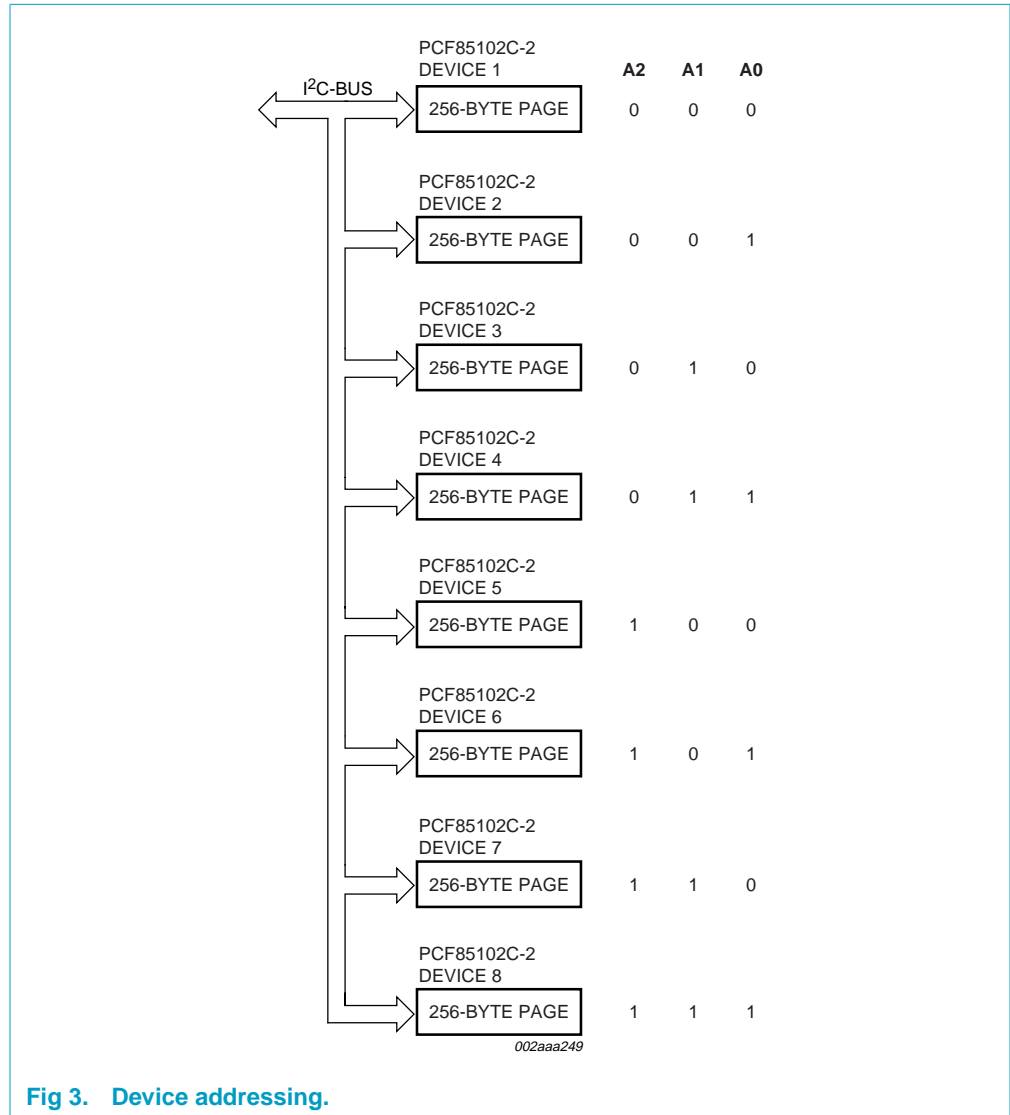 PCF85102C-2
DEVICE 1 A2 A1 A0
I2C-BUS
256-BYTE PAGE 0 0 0
PCF85102C-2
DEVICE 2
256-BYTE PAGE 0 0 1
PCF85102C-2
DEVICE 3
256-BYTE PAGE 0 1 0
PCF85102C-2
DEVICE 4
256-BYTE PAGE 0 1 1
PCF85102C-2
DEVICE 5
256-BYTE PAGE 1 0 0
PCF85102C-2
DEVICE 6
256-BYTE PAGE 1 0 1
PCF85102C-2
DEVICE 7
256-BYTE PAGE 1 1 0
PCF85102C-2
DEVICE 8
256-BYTE PAGE 1 1 1
002aaa249
Fig 3. Device addressing.